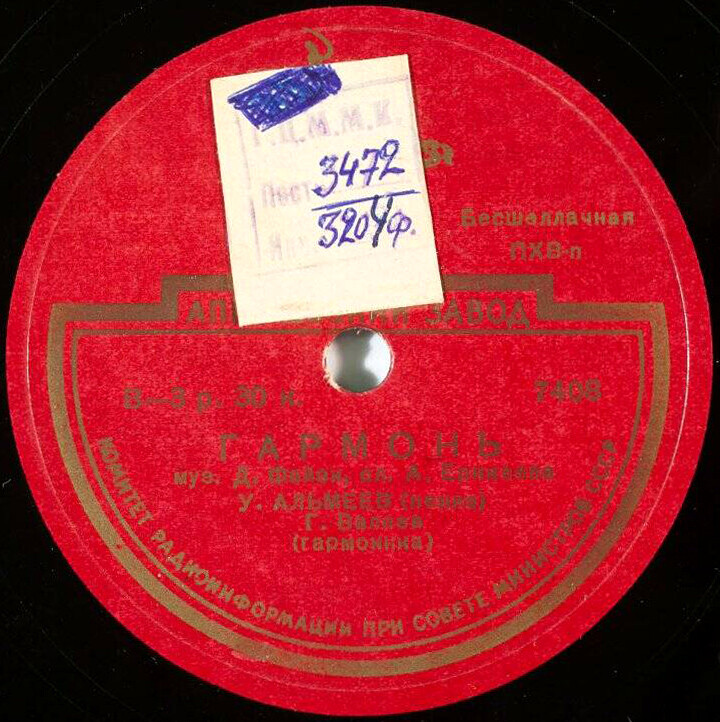 Г.Ц.М.М.К.
3472
3204ф.
Бесшеллачная
ПХВ-п
ЗАВОД
В—3 р. 30 к.
7408
ГАРМОНЬ
муз. Д. Файзи, сл. А. Ерикеева
У. АЛЬМЕЕВ (тенор)
Г. Валеев
(гармоника)
КОМИТЕТ РАДИОИНФОРМАЦИИ ПРИ СОВЕТЕ МИНИСТРОВ СССР